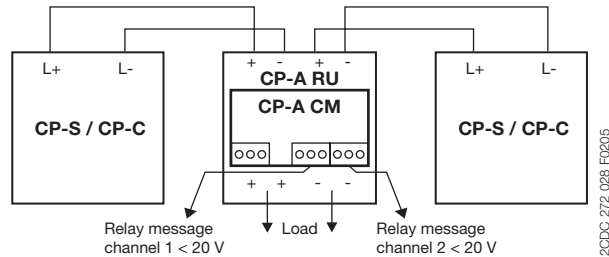 L+ L- + - + - L+ L-
CP-A RU
CP-S / CP-C CP-A CM CP-S / CP-C
+ + - -
Relay message Load Relay message
channel 1 < 20 V channel 2 < 20 V
2CDC 272 028 F0205